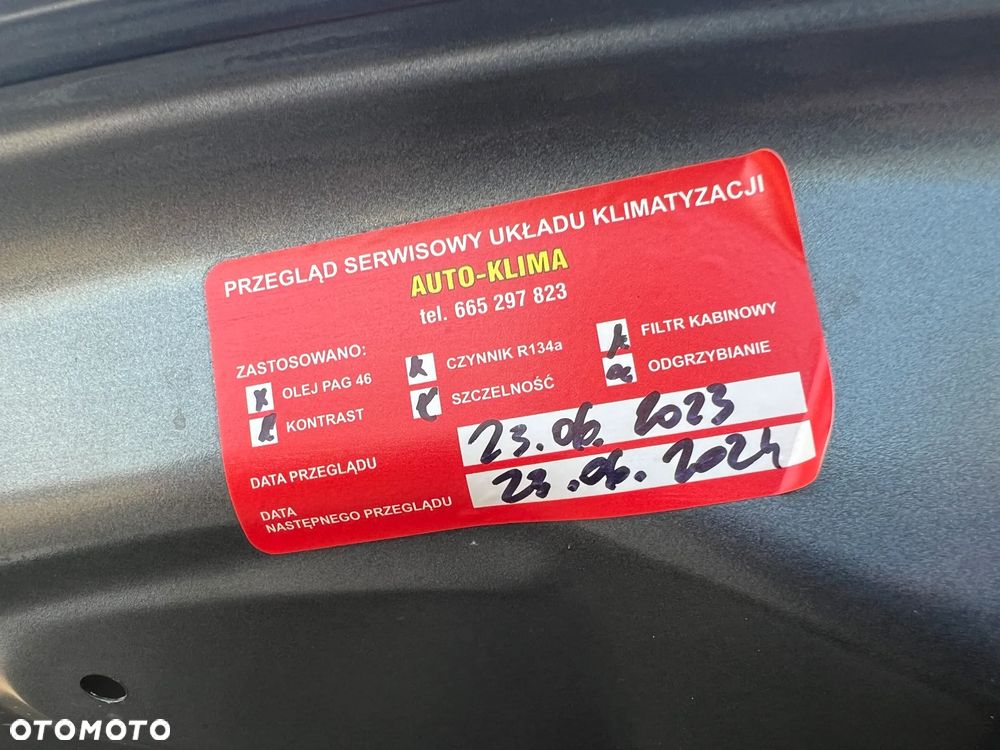 PRZEGLĄD SERWISOWY UKŁADU KLIMATYZACJI
AUTO-KLIMA
tel. 665 297 823
ZASTOSOWANO:
OLEJ PAG 46
CZYNNIK R134a
FILTR KABINOWY
KONTRAST
SZCZELNOŚĆ
ODGRZYBIANIE
DATA PRZEGLĄDU 23.06.2023
DATA
NASTĘPNEGO PRZEGLĄDU 23.06.2024
OTOMOTO